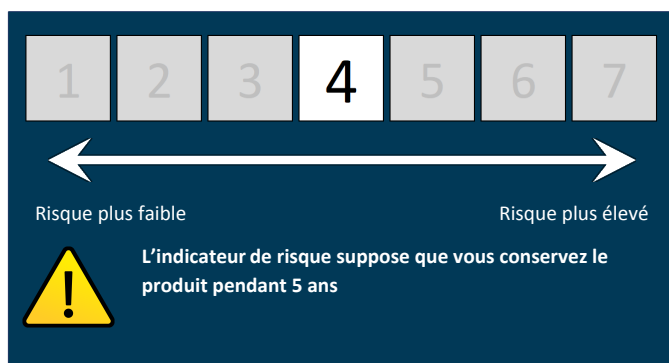 1 2 3 4 5 6 7
Risque plus faible Risque plus élevé
L'indicateur de risque suppose que vous conservez le
produit pendant 5 ans